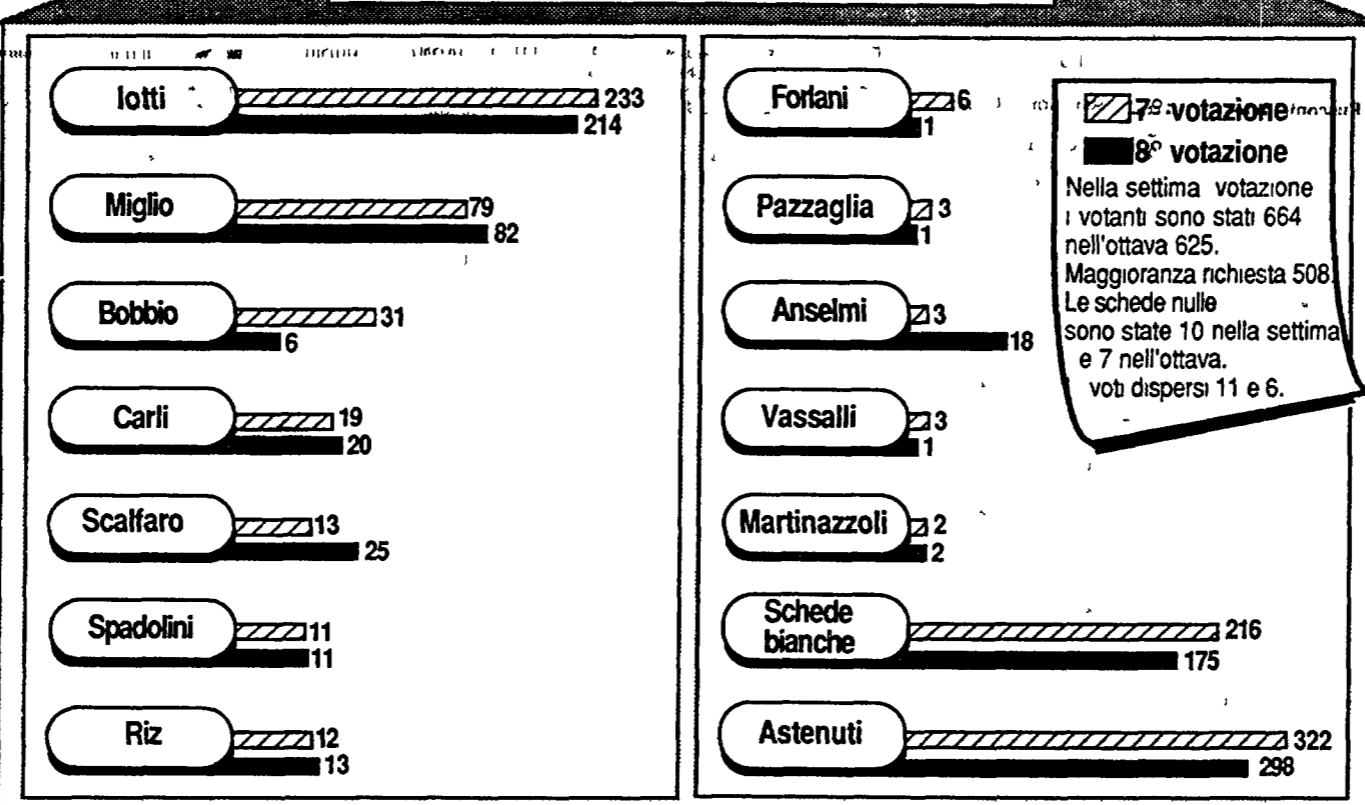 Iotti
233
214
Miglio
79
82
Bobbio
31
6
Carli
19
20
Scalfaro
13
25
Spadolini
11
11
Riz
12
13
Forlani
6
1
Pazzaglia
3
1
Anselmi
3
18
Vassalli
3
1
Martinazzoli
2
2
Schede
bianche
216
175
Astenuti
322
298
7ª votazione
8ª votazione
Nella settima votazione
i votanti sono stati 664
nell'ottava 625.
Maggioranza richiesta 508.
Le schede nulle
sono state 10 nella settima
e 7 nell'ottava.
voti dispersi 11 e 6.